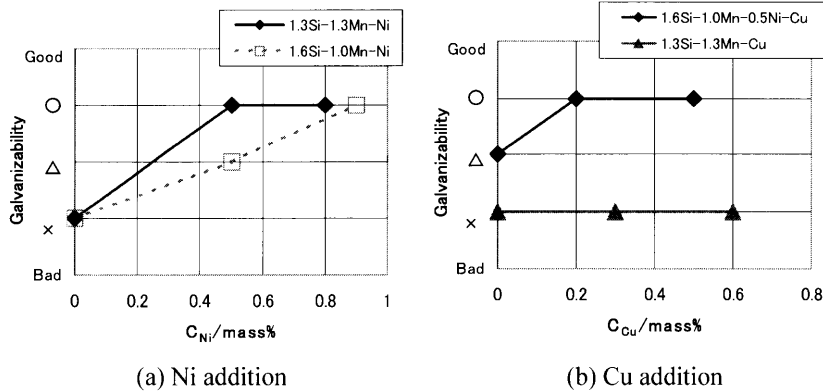 1.3Si-1.3Mn-Ni
1.6Si-1.0Mn-Ni
Good
○
△
×
Bad
Galvanizability
0 0.2 0.4 0.6 0.8 1
C_Ni/mass%
(a) Ni addition
1.6Si-1.0Mn-0.5Ni-Cu
1.3Si-1.3Mn-Cu
Good
○
△
×
Bad
Galvanizability
0 0.2 0.4 0.6 0.8
C_Cu/mass%
(b) Cu addition